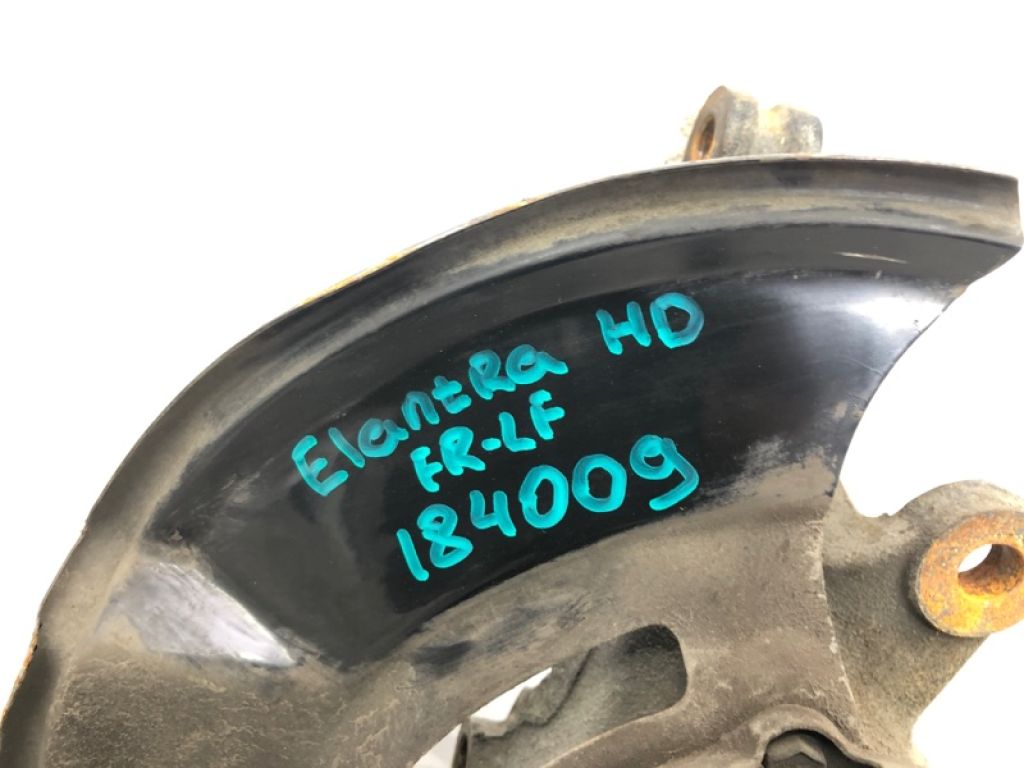 ElantRa HD
FR-LF
184009